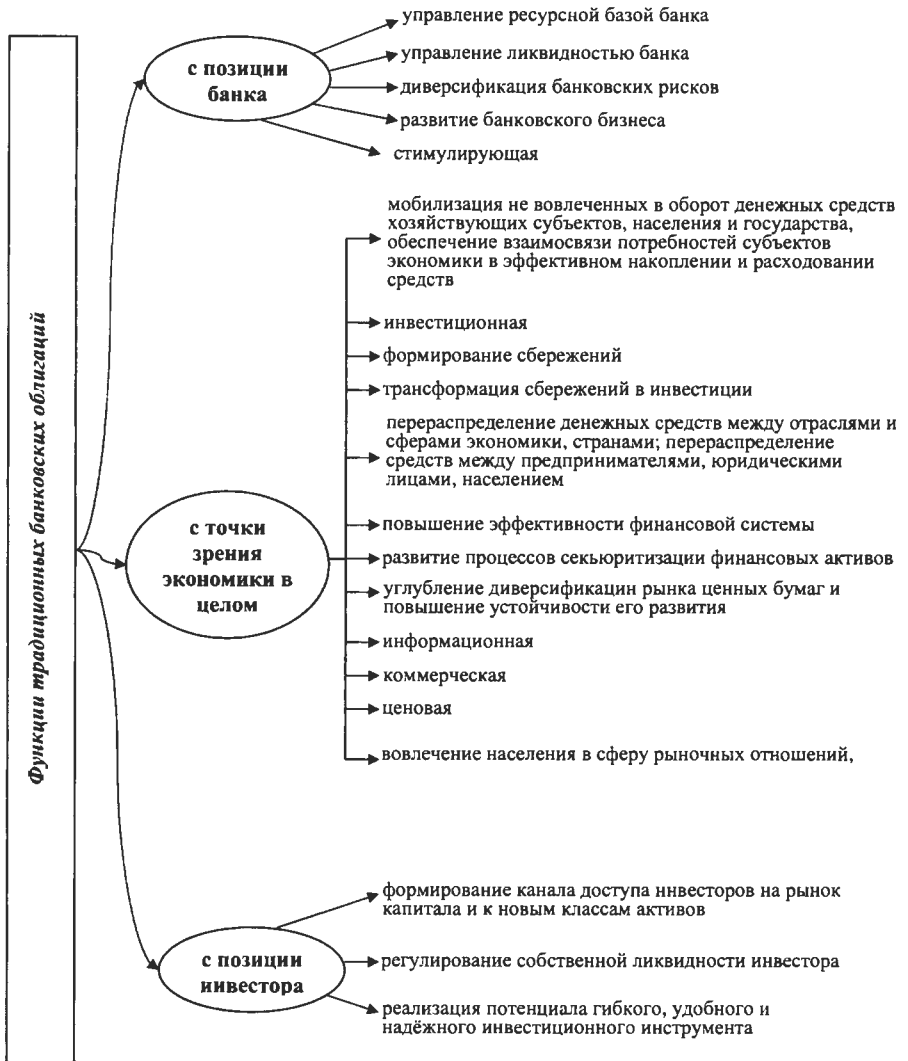 Функции традиционных банковских облигаций
с позиции
банка
управление ресурсной базой банка
управление ликвидностью банка
диверсификация банковских рисков
развитие банковского бизнеса
стимулирующая
с точки
зрения
экономики в
целом
мобилизация не вовлеченных в оборот денежных средств
хозяйствующих субъектов, населения и государства,
обеспечение взаимосвязи потребностей субъектов
экономики в эффективном накоплении и расходовании
средств
инвестиционная
формирование сбережений
трансформация сбережений в инвестиции
перераспределение денежных средств между отраслями и
сферами экономики, странами; перераспределение
средств между предпринимателями, юридическими
лицами, населением
повышение эффективности финансовой системы
развитие процессов секьюритизации финансовых активов
углубление диверсификации рынка ценных бумаг и
повышение устойчивости его развития
информационная
коммерческая
ценовая
вовлечение населения в сферу рыночных отношений,
с позиции
инвестора
формирование канала доступа инвесторов на рынок
капитала и к новым классам активов
регулирование собственной ликвидности инвестора
реализация потенциала гибкого, удобного и
надёжного инвестиционного инструмента